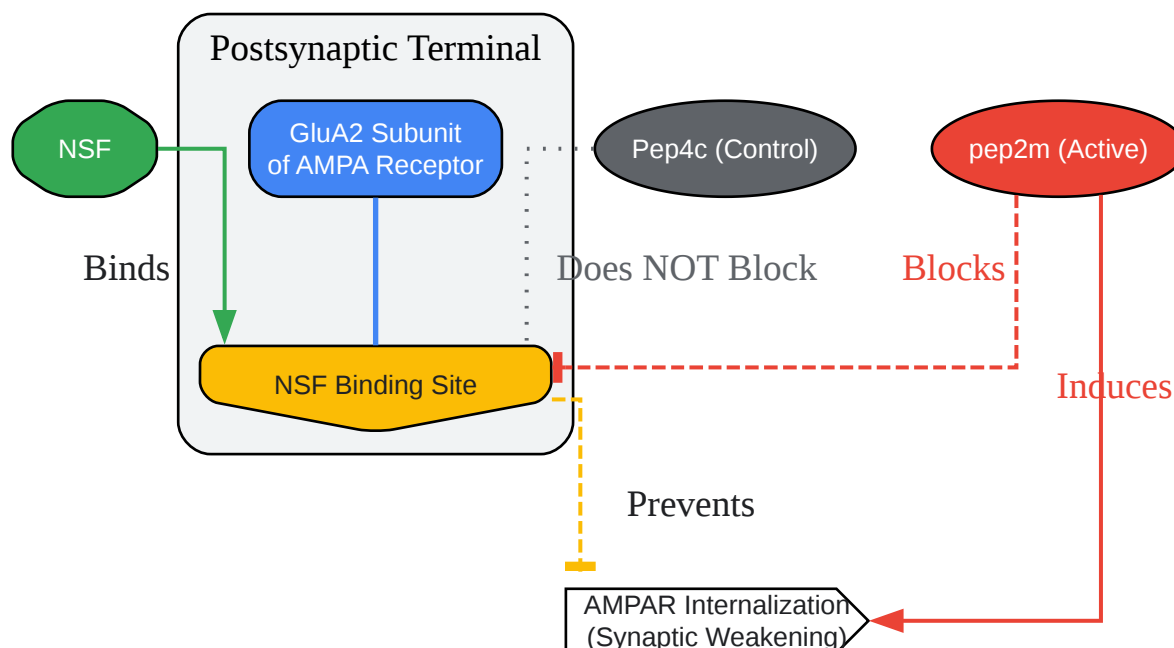 Postsynaptic Terminal
NSF
GluA2 Subunit
of AMPA Receptor
Pep4c (Control)
pep2m (Active)
Binds
Does NOT Block
Blocks
NSF Binding Site
Induces
Prevents
AMPAR Internalization
(Synaptic Weakening)